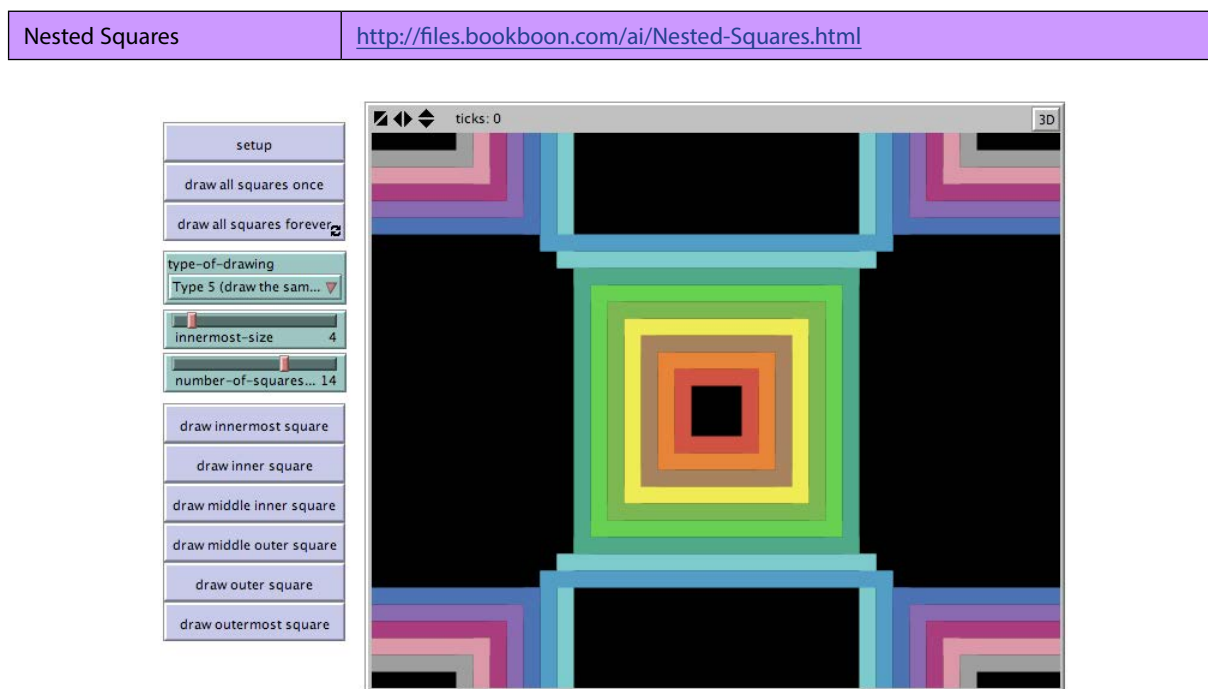 Nested Squares http://files.bookboon.com/ai/Nested-Squares.html
ticks: 0 3D
setup
draw all squares once
draw all squares forever
type-of-drawing
Type 5 (draw the sam...
innermost-size 4
number-of-squares... 14
draw innermost square
draw inner square
draw middle inner square
draw middle outer square
draw outer square
draw outermost square